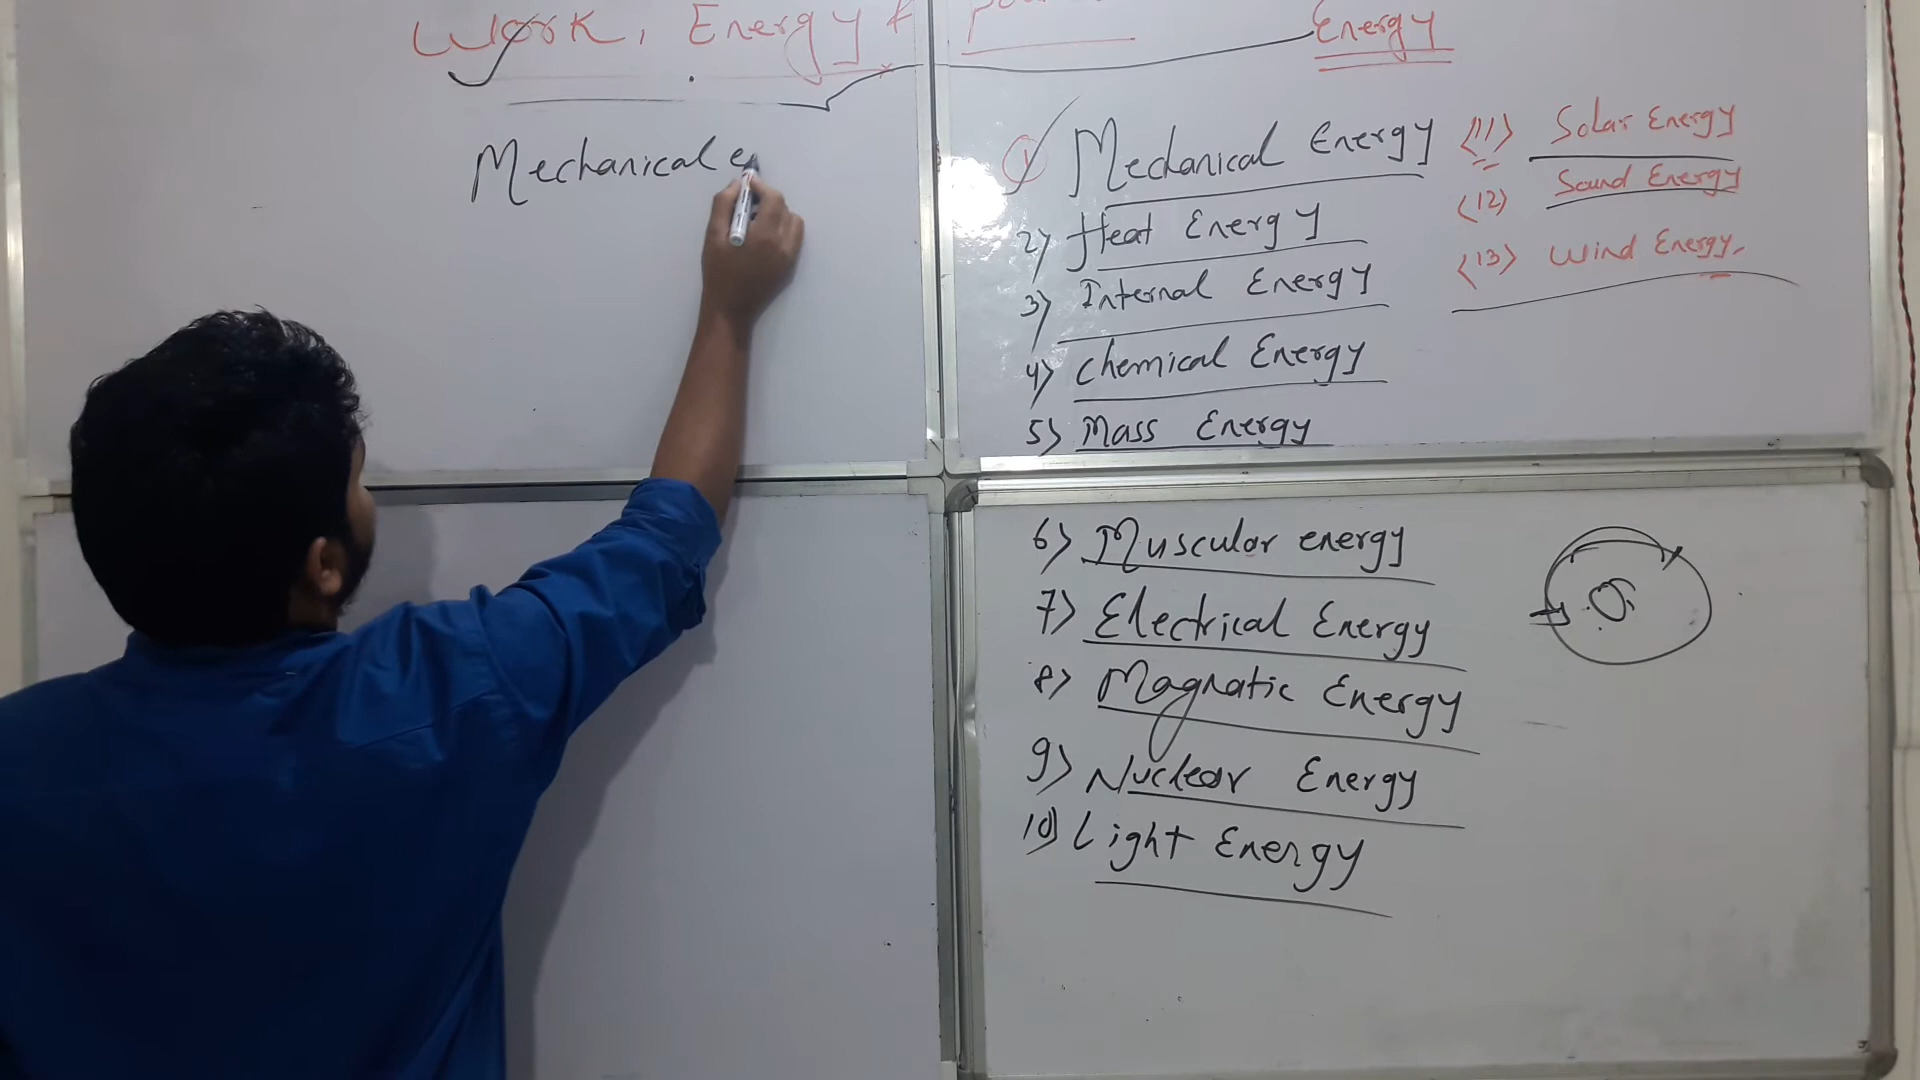 Work, Energy &
Energy
Mechanical e
1 Mechanical Energy
2) Heat Energy
3) Internal Energy
4) Chemical Energy
5) Mass Energy
(11) Solar Energy
(12) Sound Energy
(13) Wind Energy.
6) Muscular energy
7) Electrical Energy
8) Magnatic Energy
9) Nuclear Energy
10) Light Energy